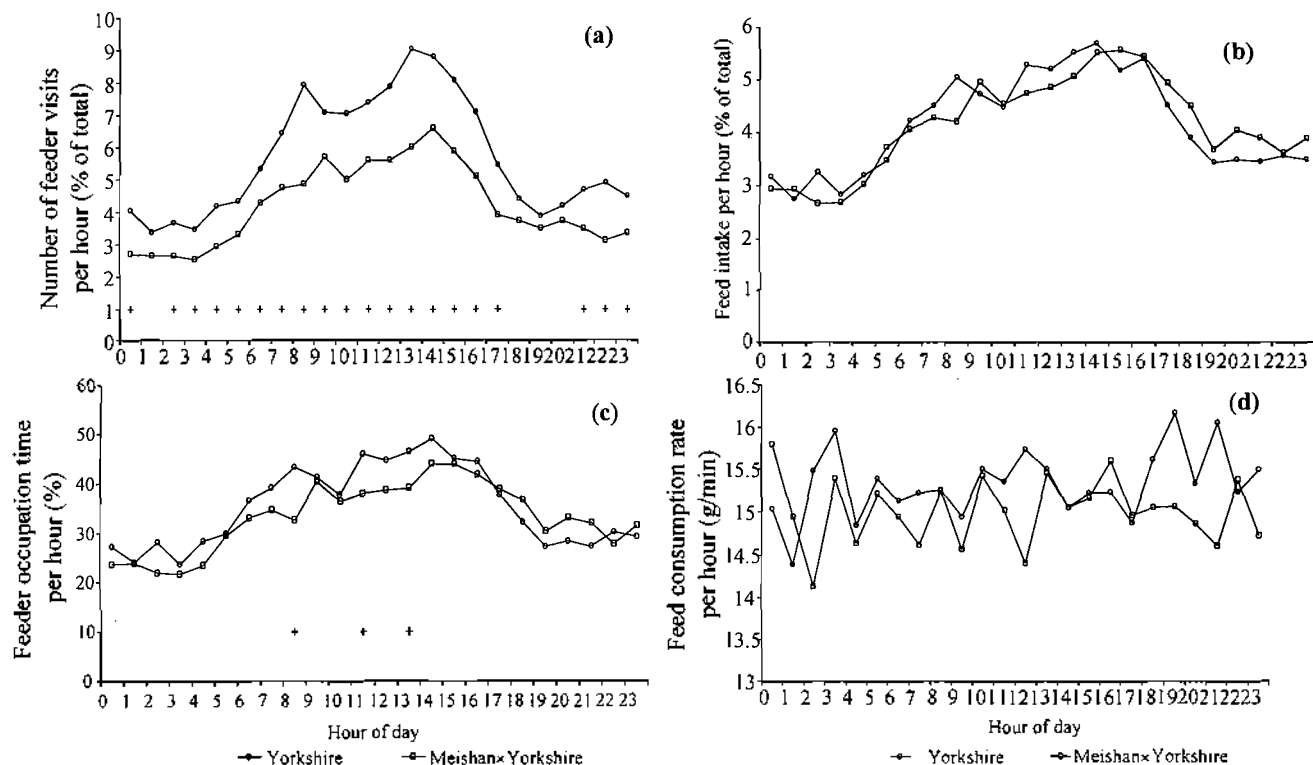 (a)
Number of feeder visits
per hour (% of total)
10
9
8
7
6
5
4
3
2
1
0
+ + + + + + + + + + + + + + + + + + + +
0 1 2 3 4 5 6 7 8 9 10 11 12 13 14 15 16 17 18 19 20 21 22 23
(b)
Feed intake per hour (% of total)
6
5
4
3
2
1
0
0 1 2 3 4 5 6 7 8 9 10 11 12 13 14 15 16 17 18 19 20 21 22 23
(c)
Feeder occupation time
per hour (%)
60
50
40
30
20
10
0
+ + +
0 1 2 3 4 5 6 7 8 9 10 11 12 13 14 15 16 17 18 19 20 21 22 23
Hour of day
Yorkshire Meishan×Yorkshire
(d)
Feed consumption rate
per hour (g/min)
16.5
16
15.5
15
14.5
14
13.5
13
0 1 2 3 4 5 6 7 8 9 10 11 12 13 14 15 16 17 18 19 20 21 22 23
Hour of day
Yorkshire Meishan×Yorkshire